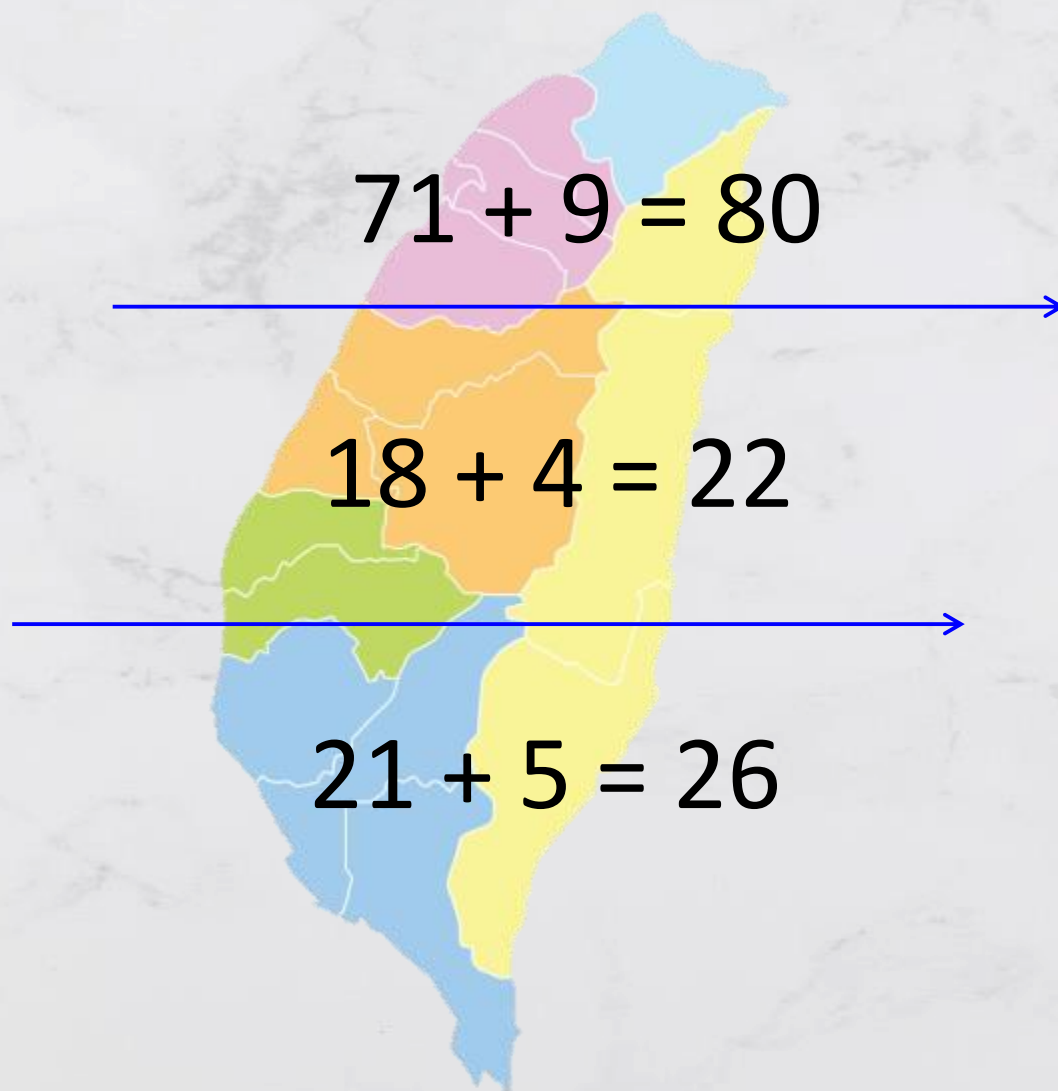 71 + 9 = 80
18 + 4 = 22
21 + 5 = 26